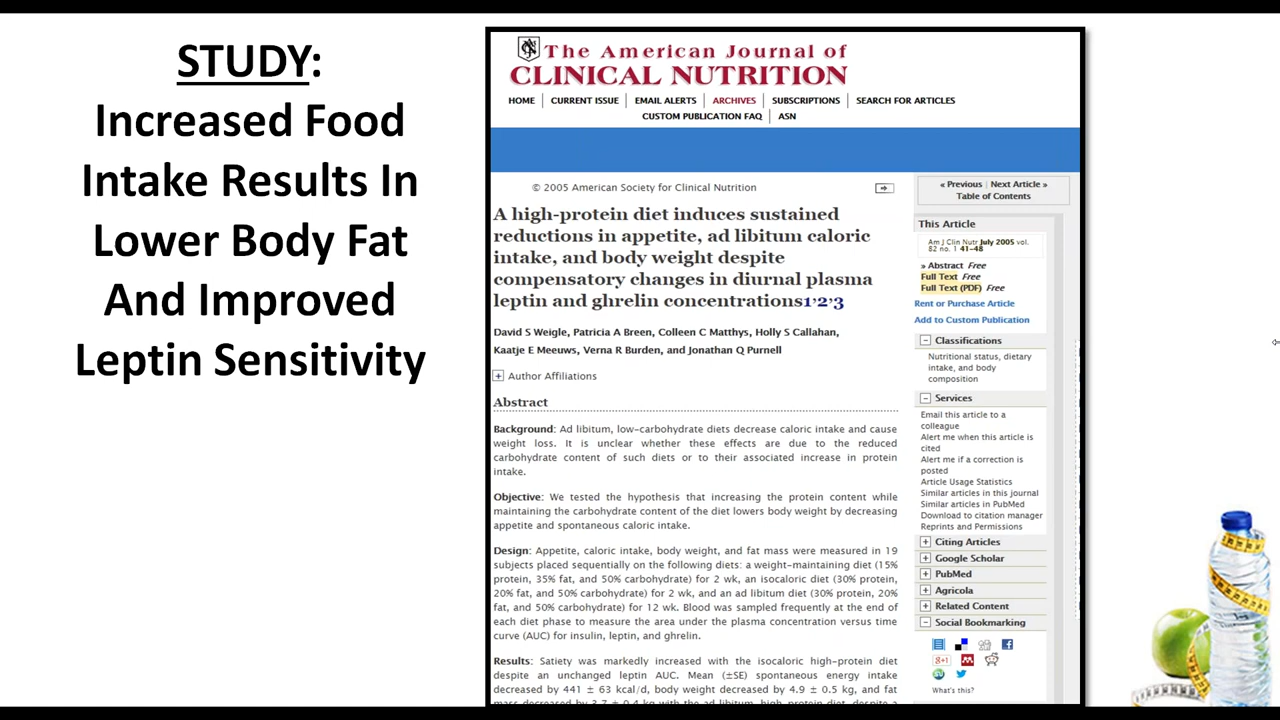 STUDY:
Increased Food
Intake Results In
Lower Body Fat
And Improved
Leptin Sensitivity
The American Journal of
CLINICAL NUTRITION
HOME | CURRENT ISSUE | EMAIL ALERTS | ARCHIVES | SUBSCRIPTIONS | SEARCH FOR ARTICLES
CUSTOM PUBLICATION FAQ | ASN
© 2005 American Society for Clinical Nutrition
A high-protein diet induces sustained
reductions in appetite, ad libitum caloric
intake, and body weight despite
compensatory changes in diurnal plasma
leptin and ghrelin concentrations1,2,3
David S Weigle, Patricia A Breen, Colleen C Matthys, Holly S Callahan,
Kaatje E Meeuws, Verna R Burden, and Jonathan Q Purnell
+ Author Affiliations
Abstract
Background: Ad libitum, low-carbohydrate diets decrease caloric intake and cause
weight loss. It is unclear whether these effects are due to the reduced
carbohydrate content of such diets or to their associated increase in protein
intake.
Objective: We tested the hypothesis that increasing the protein content while
maintaining the carbohydrate content of the diet lowers body weight by decreasing
appetite and spontaneous caloric intake.
Design: Appetite, caloric intake, body weight, and fat mass were measured in 19
subjects placed sequentially on the following diets: a weight-maintaining diet (15%
protein, 35% fat, and 50% carbohydrate) for 2 wk, an isocaloric diet (30% protein,
20% fat, and 50% carbohydrate) for 2 wk, and an ad libitum diet (30% protein, 20%
fat, and 50% carbohydrate) for 12 wk. Blood was sampled frequently at the end of
each diet phase to measure the area under the plasma concentration versus time
curve (AUC) for insulin, leptin, and ghrelin.
Results: Satiety was markedly increased with the isocaloric high-protein diet
despite an unchanged leptin AUC. Mean (±SE) spontaneous energy intake
decreased by 441 ± 63 kcal/d, body weight decreased by 4.9 ± 0.5 kg, and fat
mass decreased by 3.7 ± 0.4 kg with the ad libitum, high-protein diet, despite a
« Previous | Next Article »
Table of Contents
This Article
Am J Clin Nutr July 2005 vol.
82 no. 1 41-48
» Abstract Free
Full Text Free
Full Text (PDF) Free
Rent or Purchase Article
Add to Custom Publication
Classifications
Nutritional status, dietary
intake, and body
composition
Services
Email this article to a
colleague
Alert me when this article is
cited
Alert me if a correction is
posted
Article Usage Statistics
Similar articles in this journal
Similar articles in PubMed
Download to citation manager
Reprints and Permissions
+ Citing Articles
+ Google Scholar
+ PubMed
+ Agricola
+ Related Content
Social Bookmarking
g+1
What's this?